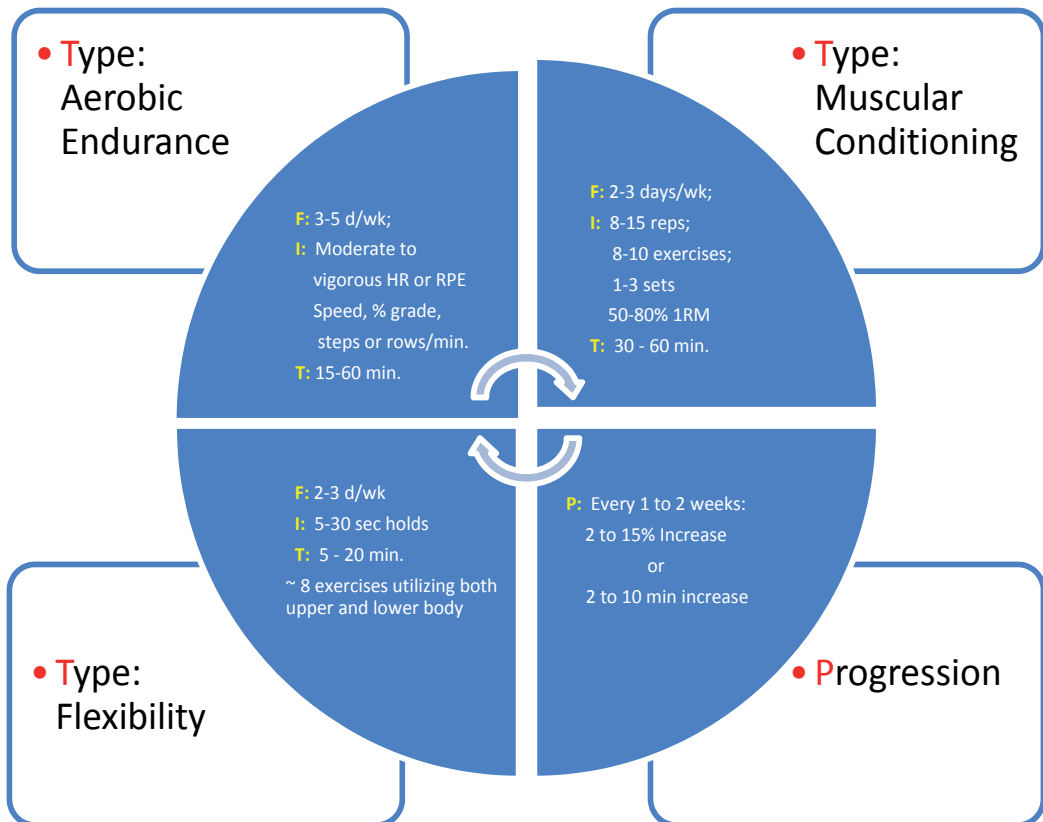 • Type:
Aerobic
Endurance
F: 3-5 d/wk;
I: Moderate to
vigorous HR or RPE
Speed, % grade,
steps or rows/min.
T: 15-60 min.
• Type:
Muscular
Conditioning
F: 2-3 days/wk;
I: 8-15 reps;
8-10 exercises;
1-3 sets
50-80% 1RM
T: 30 - 60 min.
F: 2-3 d/wk
I: 5-30 sec holds
T: 5 - 20 min.
~ 8 exercises utilizing both
upper and lower body
• Type:
Flexibility
P: Every 1 to 2 weeks:
2 to 15% Increase
or
2 to 10 min increase
• Progression